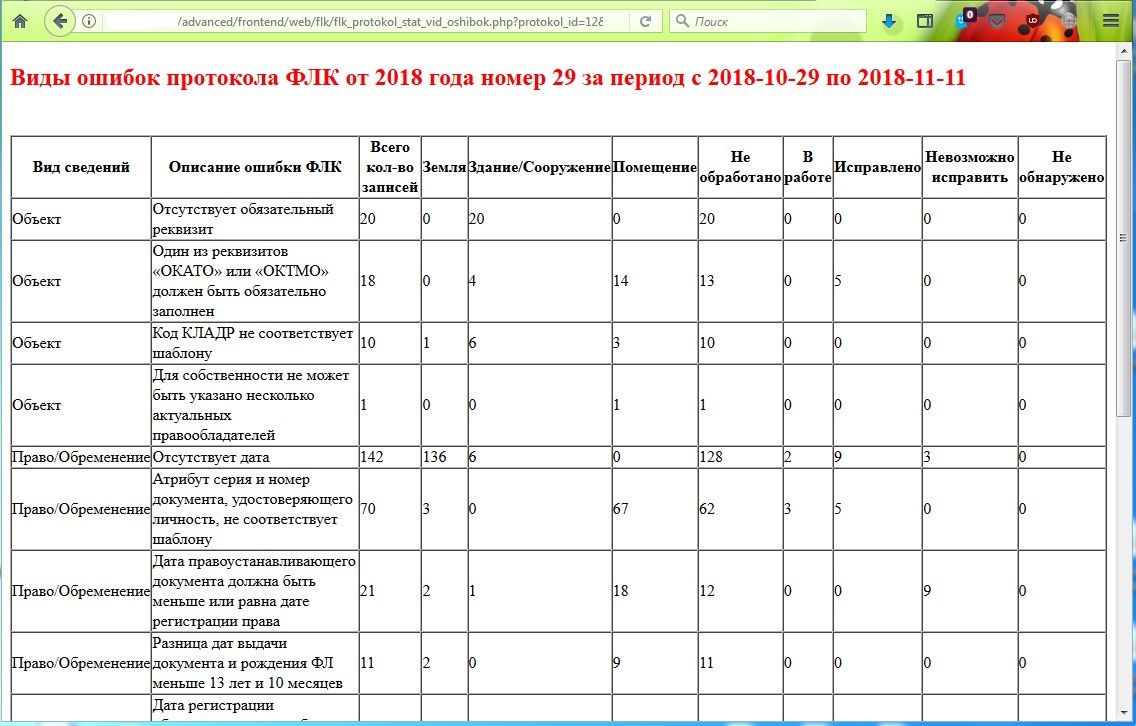 /advanced/frontend/web/flk/flk_protokol_stat_vid_oshibok.php?protokol_id=128
Поиск
0
Виды ошибок протокола ФЛК от 2018 года номер 29 за период с 2018-10-29 по 2018-11-11
Вид сведений Описание ошибки ФЛК Всего кол-во записей Земля Здание/Сооружение Помещение Не обработано В работе Исправлено Невозможно исправить Не обнаружено
Объект Отсутствует обязательный реквизит 20 0 20 0 20 0 0 0 0
Объект Один из реквизитов «ОКАТО» или «ОКТМО» должен быть обязательно заполнен 18 0 4 14 13 0 5 0 0
Объект Код КЛАДР не соответствует шаблону 10 1 6 3 10 0 0 0 0
Объект Для собственности не может быть указано несколько актуальных правообладателей 1 0 0 1 1 0 0 0 0
Право/Обременение Отсутствует дата 142 136 6 0 128 2 9 3 0
Право/Обременение Атрибут серия и номер документа, удостоверяющего личность, не соответствует шаблону 70 3 0 67 62 3 5 0 0
Право/Обременение Дата правоустанавливающего документа должна быть меньше или равна дате регистрации права 21 2 1 18 12 0 0 9 0
Право/Обременение Разница дат выдачи документа и рождения ФЛ меньше 13 лет и 10 месяцев 11 2 0 9 11 0 0 0 0
Дата регистрации